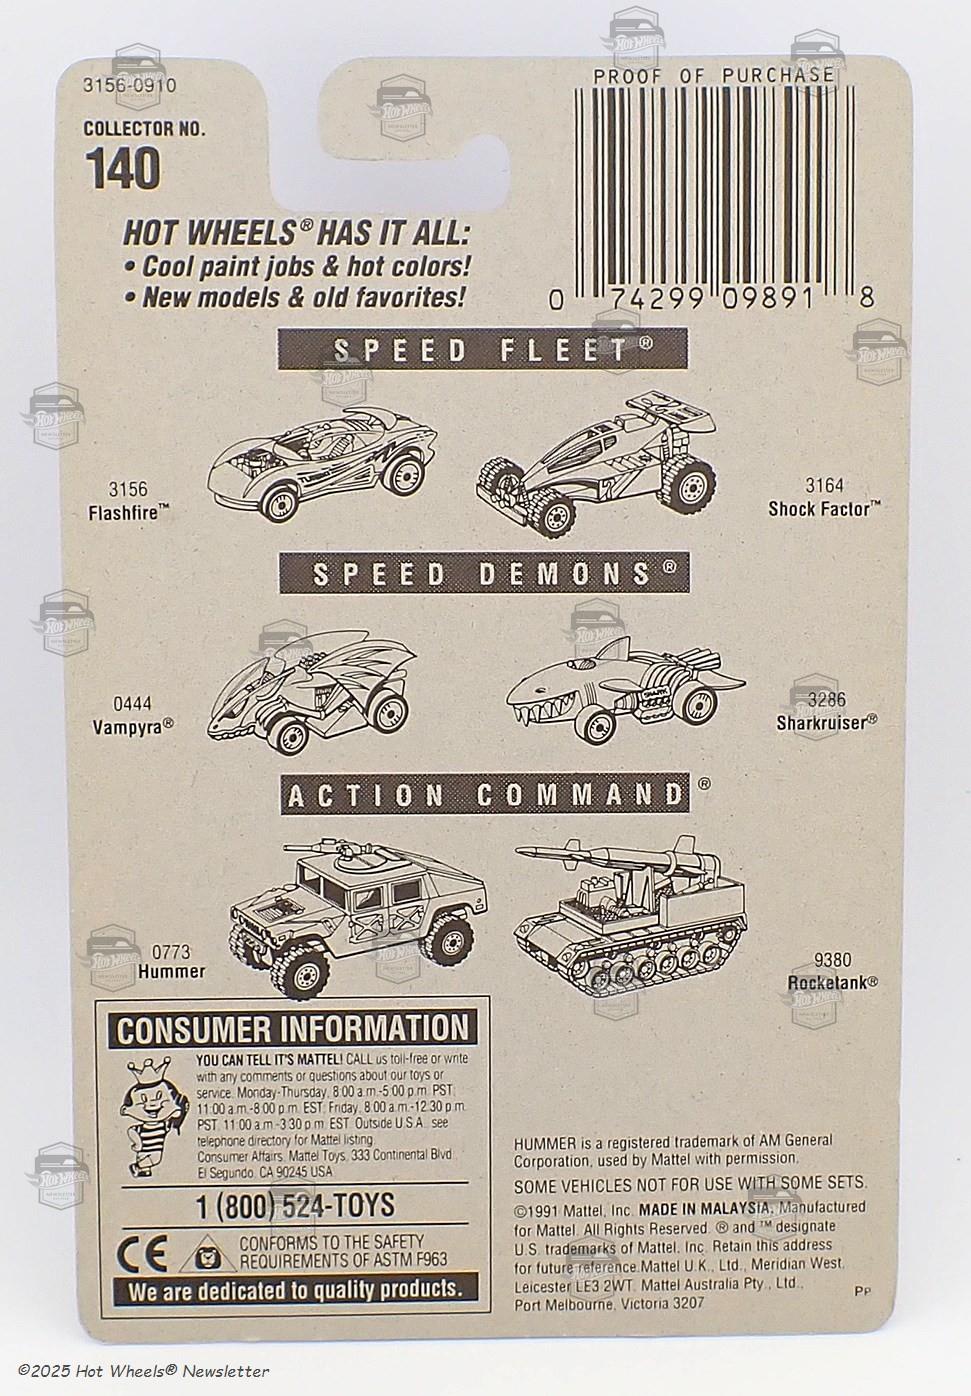 3156-0910
COLLECTOR NO.
140
PROOF OF PURCHASE
0 74299 09891 8
HOT WHEELS® HAS IT ALL:
• Cool paint jobs & hot colors!
• New models & old favorites!
SPEED FLEET®
3156
Flashfire™
3164
Shock Factor™
SPEED DEMONS®
0444
Vampyra®
SHARK
3286
Sharkruiser®
ACTION COMMAND®
0773
Hummer
9380
Rocketank®
CONSUMER INFORMATION
YOU CAN TELL IT'S MATTEL! CALL us toll-free or write
with any comments or questions about our toys or
service. Monday-Thursday, 8:00 a.m.-5:00 p.m. PST;
11:00 a.m.-8:00 p.m. EST; Friday, 8:00 a.m.-12:30 p.m.
PST, 11:00 a.m.-3:30 p.m. EST. Outside U.S.A. see
telephone directory for Mattel listing.
Consumer Affairs, Mattel Toys, 333 Continental Blvd.
El Segundo, CA 90245 USA
1 (800) 524-TOYS
CE
CONFORMS TO THE SAFETY
REQUIREMENTS OF ASTM F963
We are dedicated to quality products.
HUMMER is a registered trademark of AM General
Corporation, used by Mattel with permission.
SOME VEHICLES NOT FOR USE WITH SOME SETS.
©1991 Mattel, Inc. MADE IN MALAYSIA. Manufactured
for Mattel. All Rights Reserved. ® and ™ designate
U.S. trademarks of Mattel, Inc. Retain this address
for future reference. Mattel U.K., Ltd., Meridian West,
Leicester LE3 2WT. Mattel Australia Pty., Ltd.,
Port Melbourne, Victoria 3207
PP
©2025 Hot Wheels® Newsletter